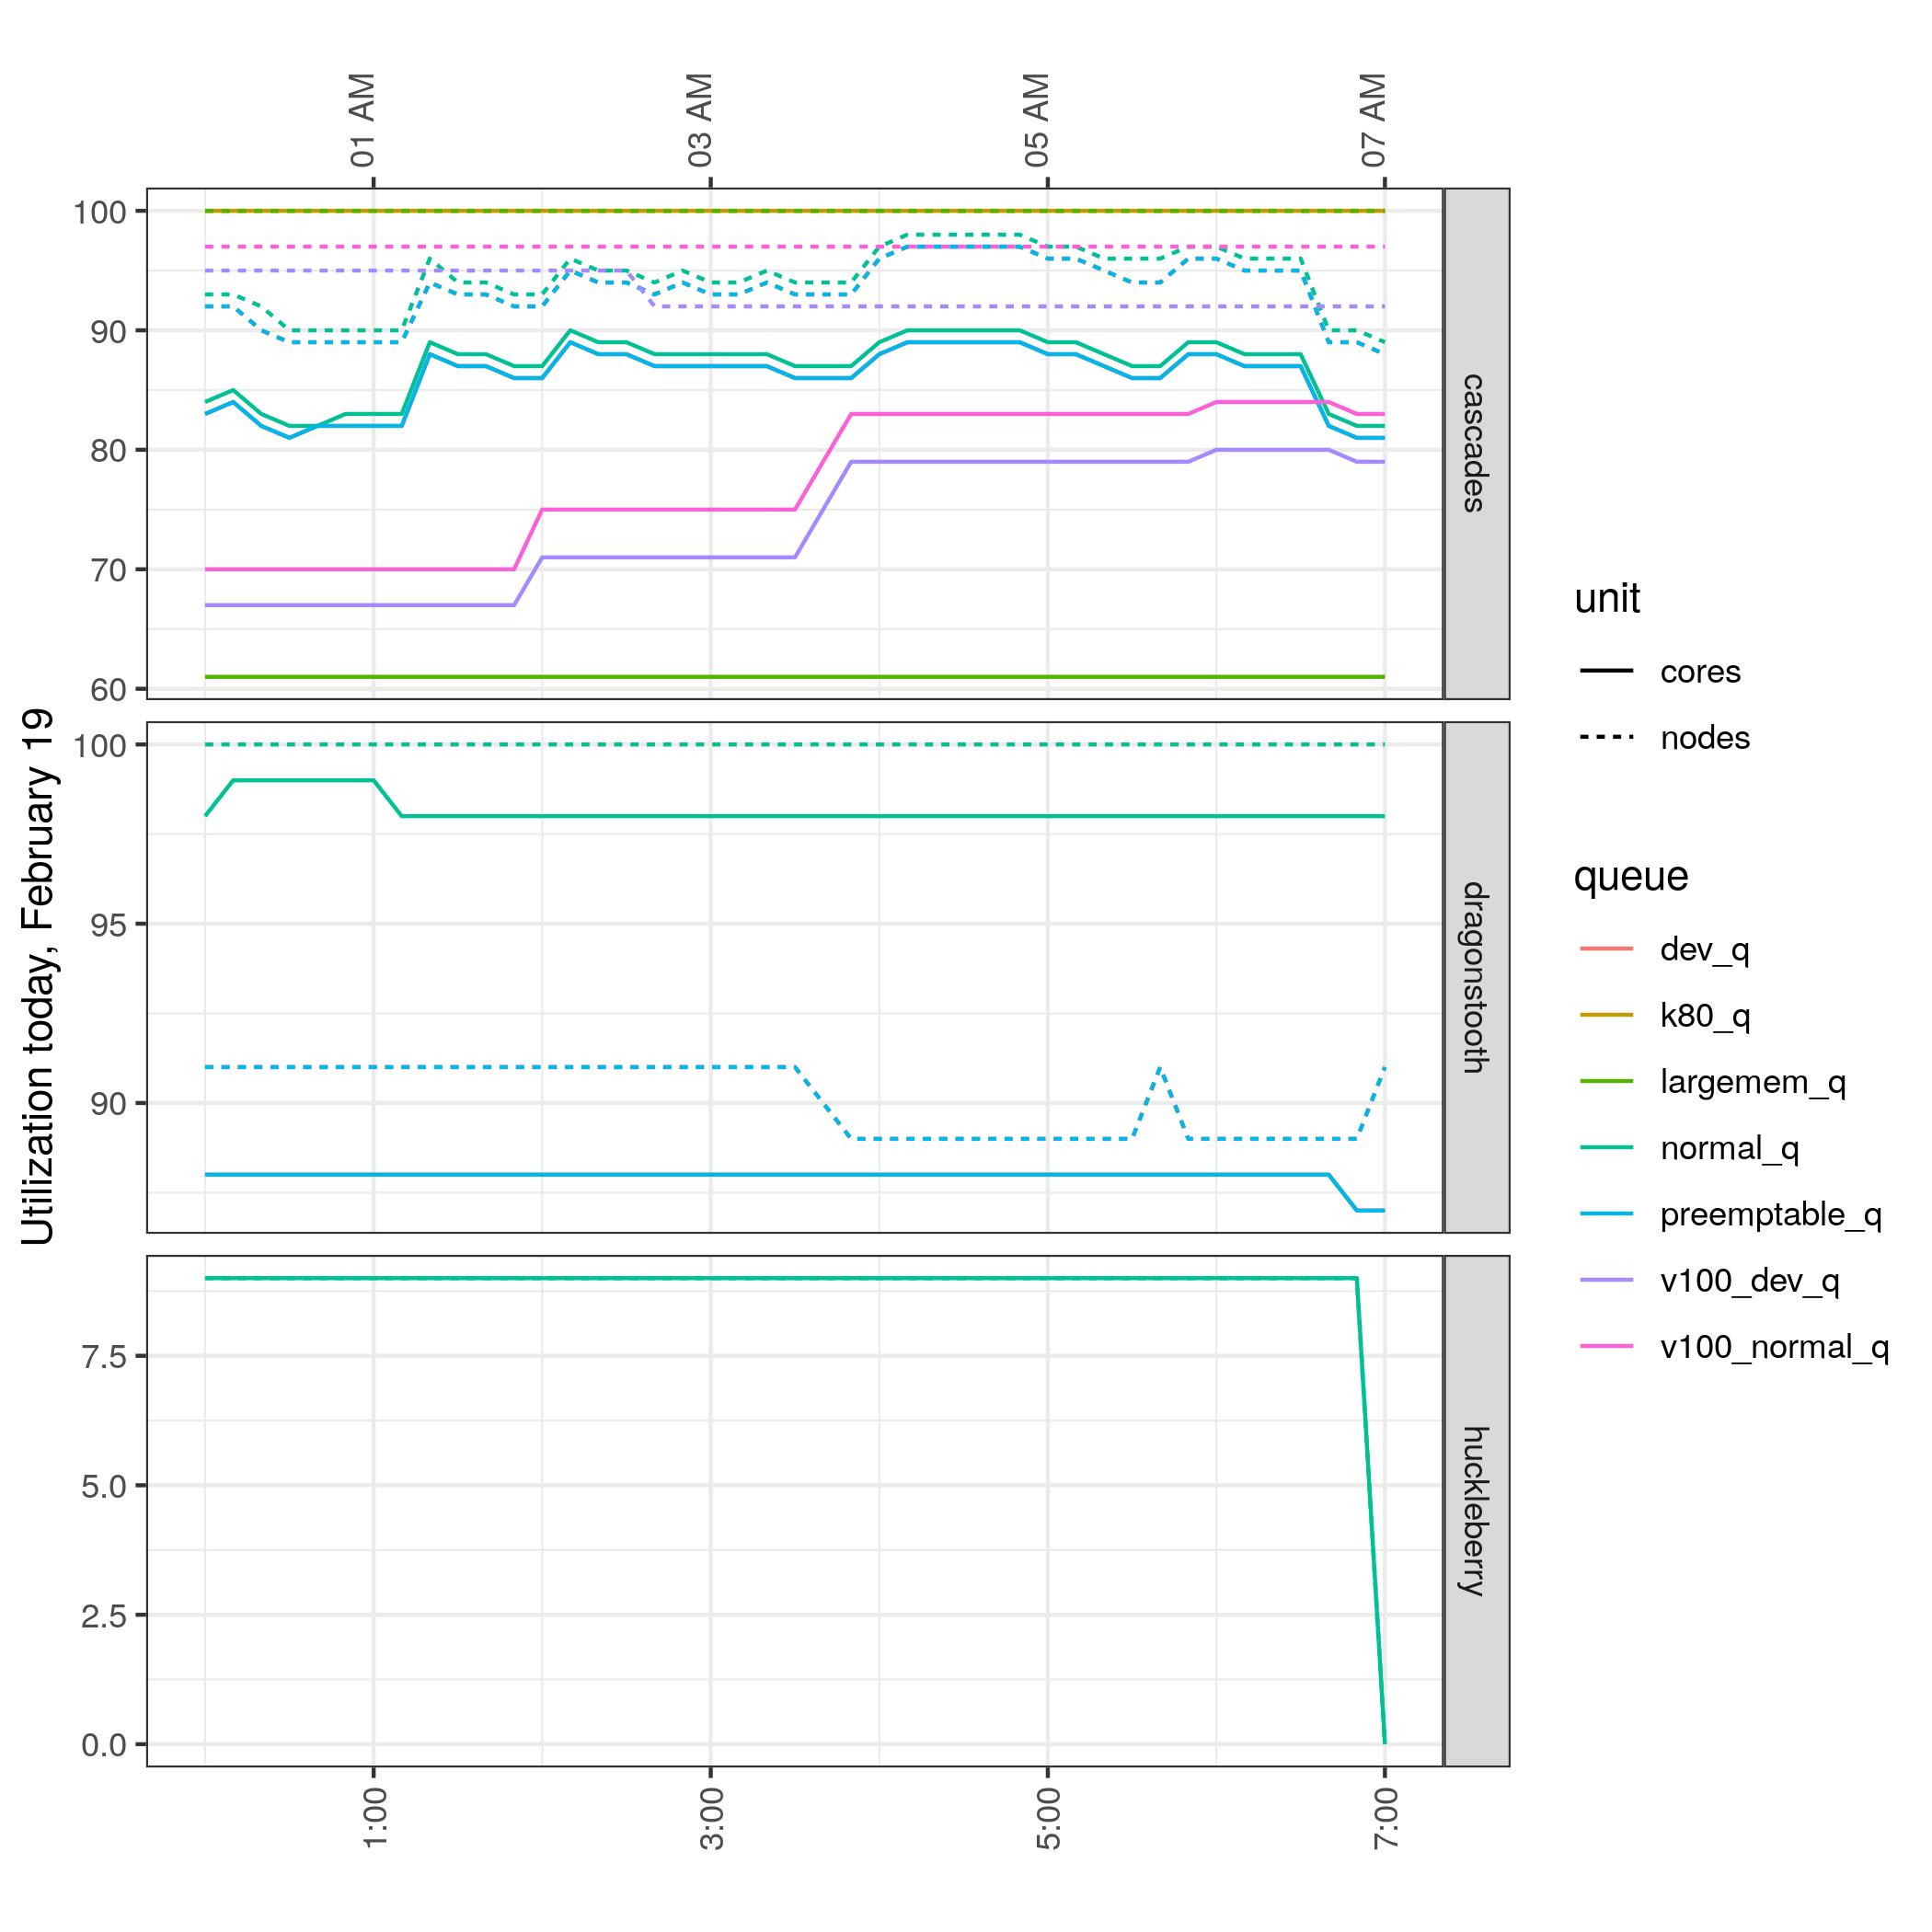 01 AM
03 AM
05 AM
07 AM
Utilization today, February 19
100
90
80
70
60
cascades
100
95
90
dragonstooth
7.5
5.0
2.5
0.0
huckleberry
1:00
3:00
5:00
7:00
unit
cores
nodes
queue
dev_q
k80_q
largemem_q
normal_q
preemptable_q
v100_dev_q
v100_normal_q